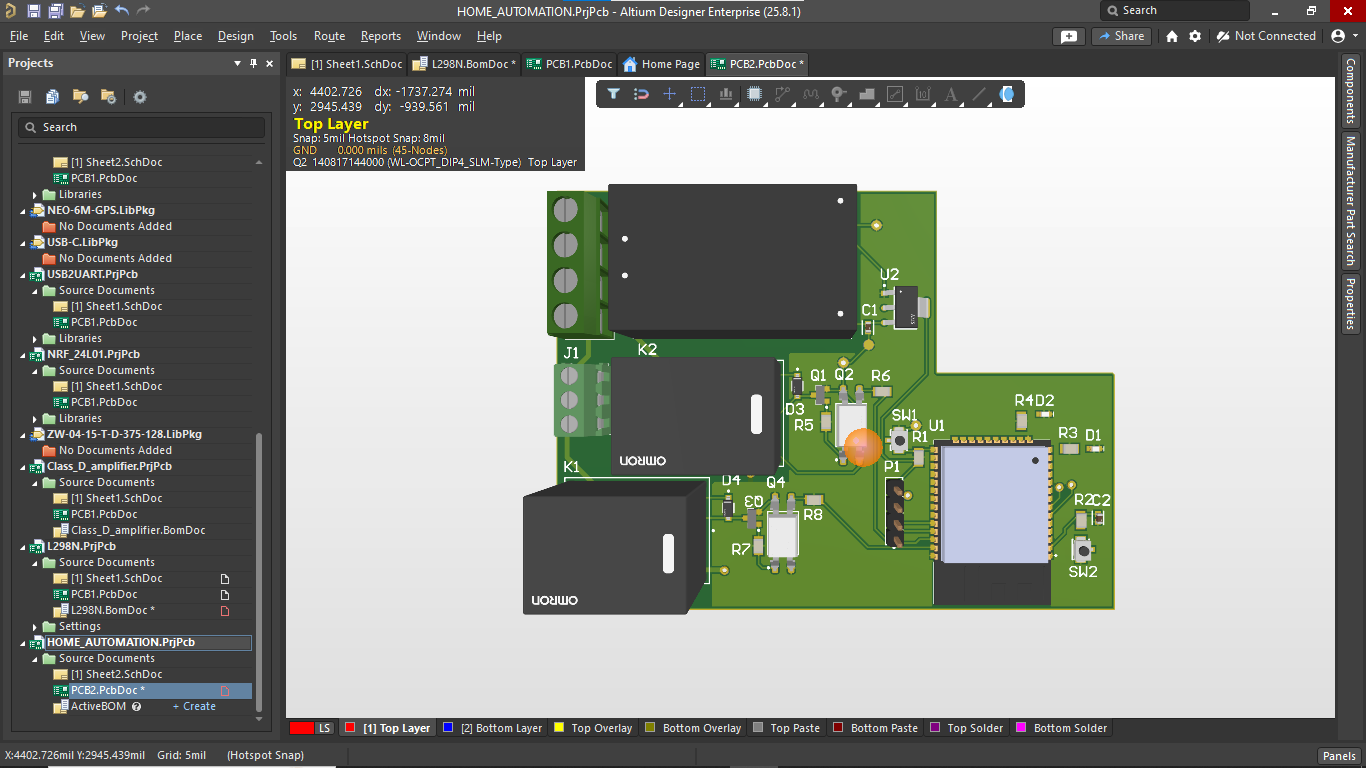 HOME_AUTOMATION.PrjPcb - Altium Designer Enterprise (25.8.1)
Search
File Edit View Project Place Design Tools Route Reports Window Help
Share
Not Connected
Projects
[1] Sheet1.SchDoc
L298N.BomDoc *
PCB1.PcbDoc
Home Page
PCB2.PcbDoc *
Search
[1] Sheet2.SchDoc
PCB1.PcbDoc
Libraries
NEO-6M-GPS.LibPkg
No Documents Added
USB-C.LibPkg
No Documents Added
USB2UART.PrjPcb
Source Documents
[1] Sheet1.SchDoc
PCB1.PcbDoc
Libraries
NRF_24L01.PrjPcb
Source Documents
[1] Sheet1.SchDoc
PCB1.PcbDoc
Libraries
ZW-04-15-T-D-375-128.LibPkg
No Documents Added
Class_D_amplifier.PrjPcb
Source Documents
[1] Sheet1.SchDoc
PCB1.PcbDoc
Class_D_amplifier.BomDoc
L298N.PrjPcb
Source Documents
[1] Sheet1.SchDoc
PCB1.PcbDoc
L298N.BomDoc *
Settings
HOME_AUTOMATION.PrjPcb
Source Documents
[1] Sheet2.SchDoc
PCB2.PcbDoc *
ActiveBOM + Create
x: 4402.726 dx: -1737.274 mil
y: 2945.439 dy: -939.561 mil
Top Layer
Snap: 5mil Hotspot Snap: 8mil
GND 0.000 mils (45-Nodes)
Q2 140817144000 (WL-OCPT_DIP4_SLM-Type) Top Layer
U2
C1
J1
K2
Q1 Q2 R6
D3
R5
SW1
R4 D2
U1
R1
R3 D1
OMRON
K1
P1
D4 Q4
Q3
R8
R2 C2
R7
SW2
OMRON
Components
Manufacturer Part Search
Properties
LS
[1] Top Layer
[2] Bottom Layer
Top Overlay
Bottom Overlay
Top Paste
Bottom Paste
Top Solder
Bottom Solder
X:4402.726mil Y:2945.439mil Grid: 5mil (Hotspot Snap)
Panels